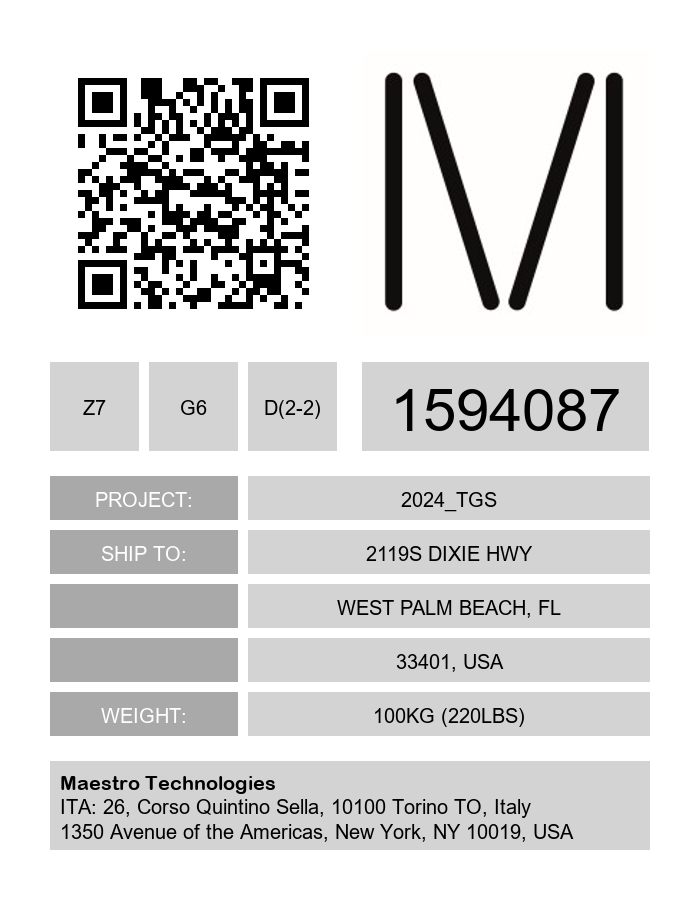 M
Z7 G6 D(2-2) 1594087
PROJECT: 2024_TGS
SHIP TO: 2119S DIXIE HWY
WEST PALM BEACH, FL
33401, USA
WEIGHT: 100KG (220LBS)
Maestro Technologies
ITA: 26, Corso Quintino Sella, 10100 Torino TO, Italy
1350 Avenue of the Americas, New York, NY 10019, USA